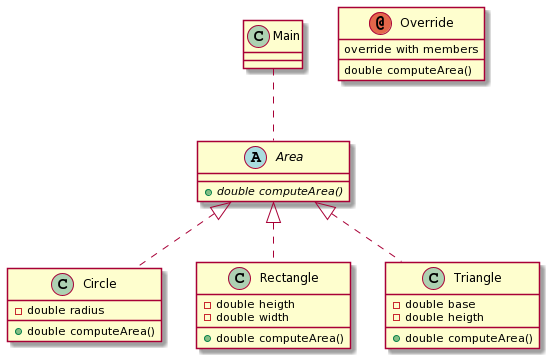 C Main
@ Override
override with members
double computeArea()
A Area
double computeArea()
C Circle
double radius
double computeArea()
C Rectangle
double heigth
double width
double computeArea()
C Triangle
double base
double heigth
double computeArea()